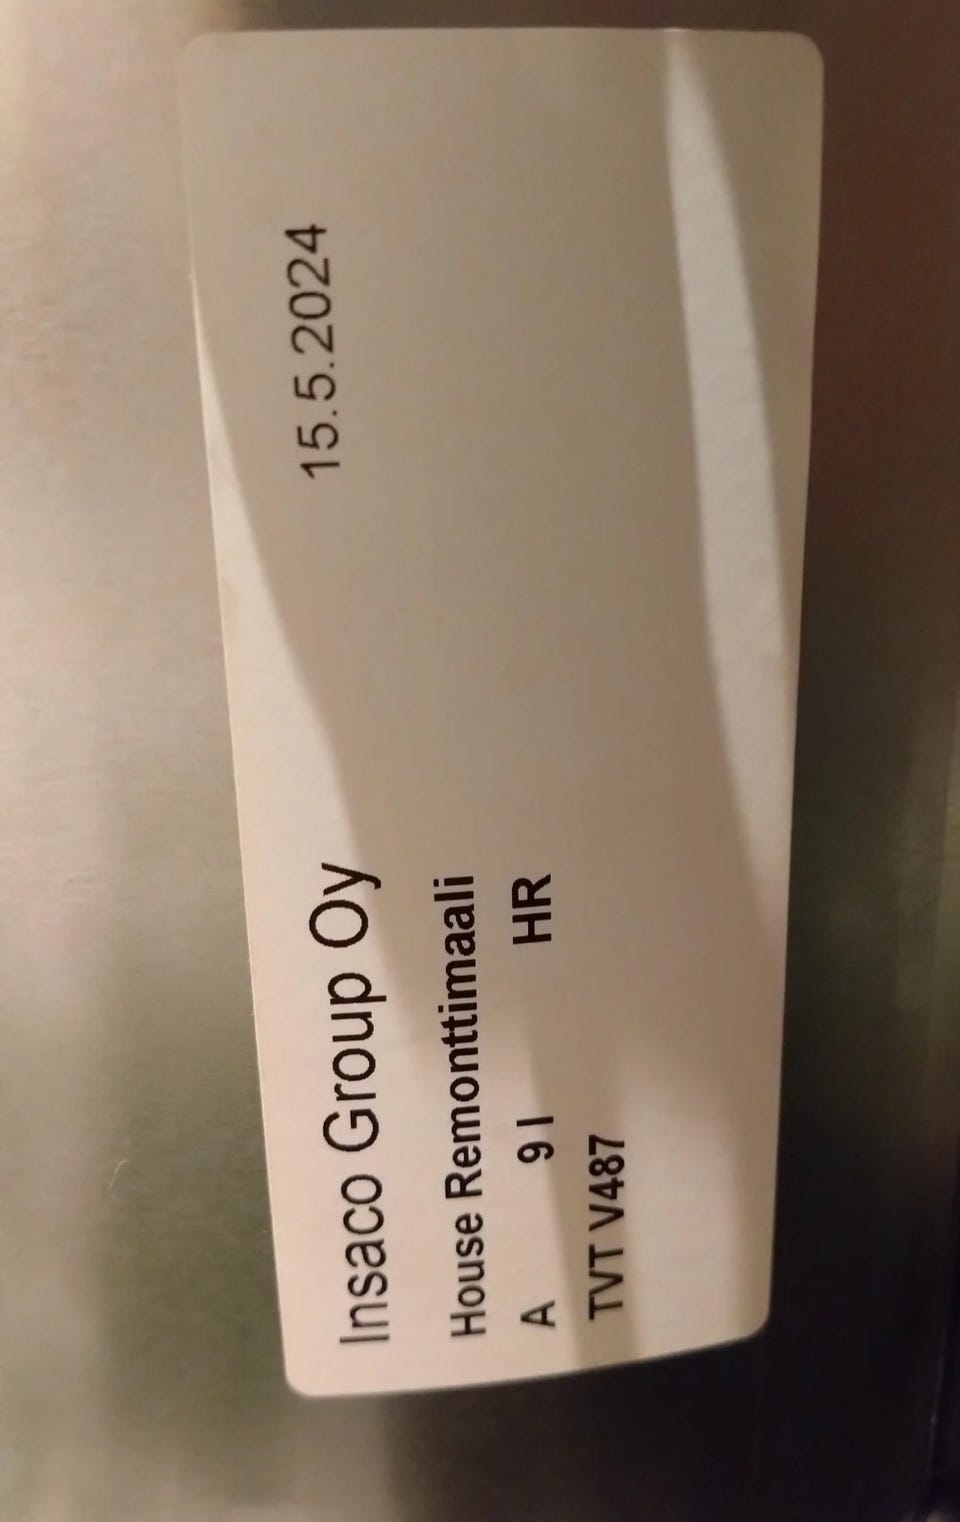 Insaco Group Oy 15.5.2024
House Remonttimaali
A 9 l HR
TVT V487